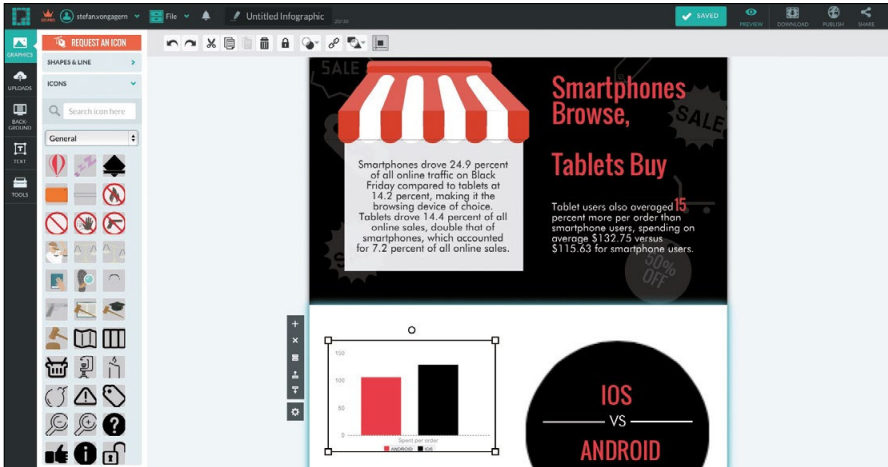 stefan.vongagern
File
Untitled Infographic
SAVED
PREVIEW
DOWNLOAD
PUBLISH
SHARE
GRAPHICS
UPLOADS
BACK-
GROUND
TEXT
TOOLS
REQUEST AN ICON
SHAPES & LINE
ICONS
Search icon here
General
SALE
Smartphones drove 24.9 percent
of all online traffic on Black
Friday compared to tablets at
14.2 percent, making it the
browsing device of choice.
Tablets drove 14.4 percent of all
online sales, double that of
smartphones, which accounted
for 7.2 percent of all online sales.
Smartphones
Browse,
SALE
Tablets Buy
Tablet users also averaged 15
percent more per order than
smartphone users, spending on
average $132.75 versus
$115.63 for smartphone users.
50%
OFF
150
100
50
0
Spent per order
ANDROID IOS
IOS
VS
ANDROID